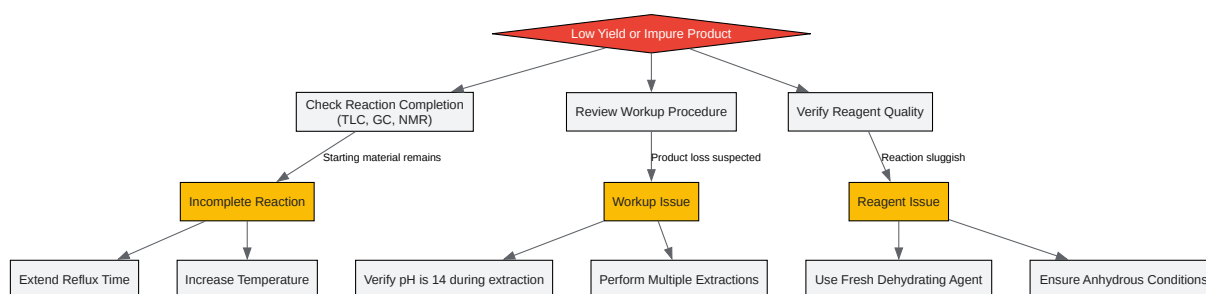 Low Yield or Impure Product
Check Reaction Completion
(TLC, GC, NMR)
Review Workup Procedure
Verify Reagent Quality
Starting material remains
Product loss suspected
Reaction sluggish
Incomplete Reaction
Workup Issue
Reagent Issue
Extend Reflux Time
Increase Temperature
Verify pH is 14 during extraction
Perform Multiple Extractions
Use Fresh Dehydrating Agent
Ensure Anhydrous Conditions